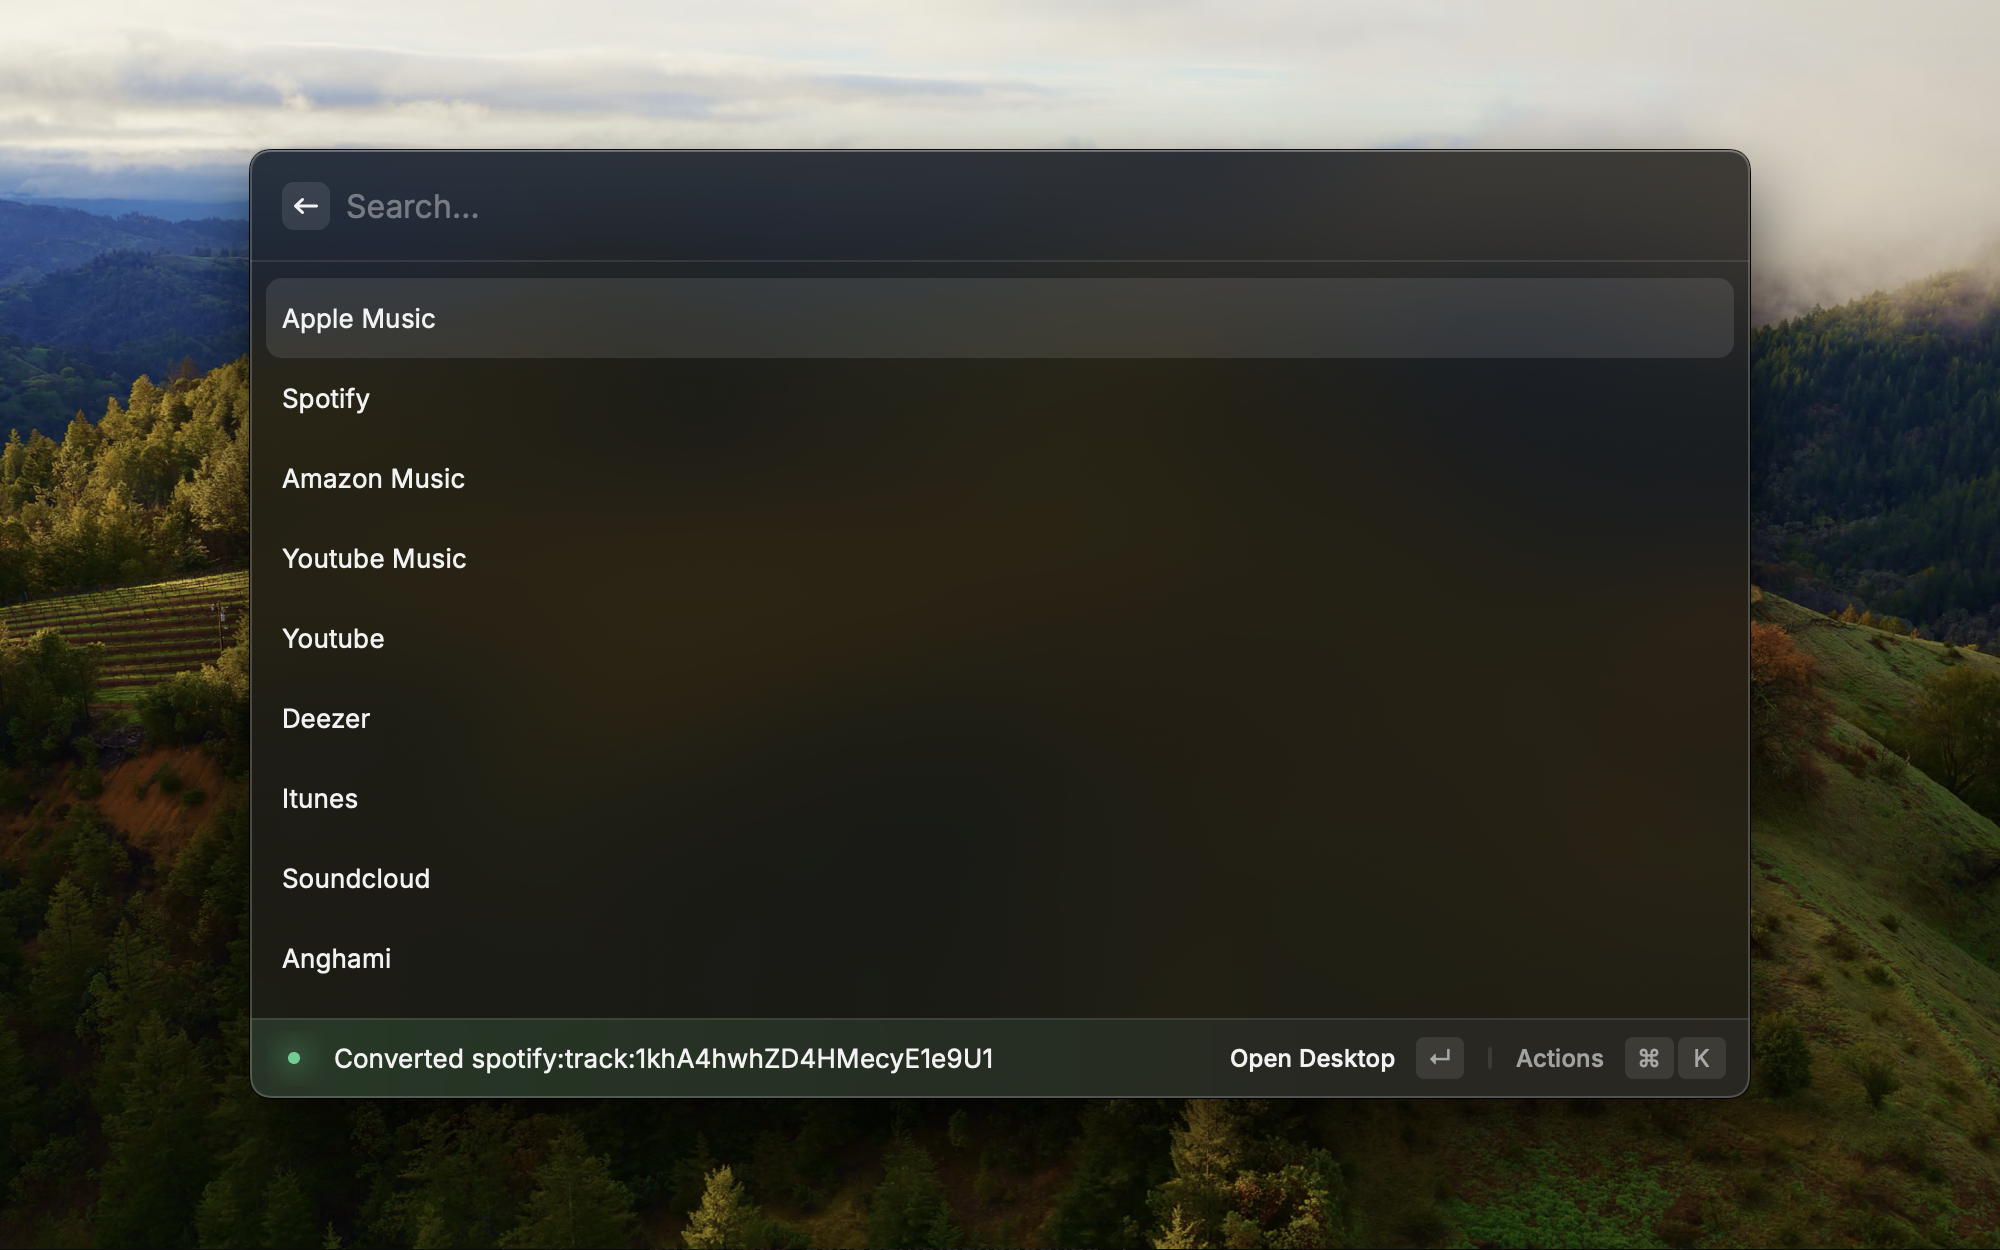 Search...
Apple Music
Spotify
Amazon Music
Youtube Music
Youtube
Deezer
Itunes
Soundcloud
Anghami
Converted spotify:track:1khA4hwhZD4HMecyE1e9U1 Open Desktop ↵ Actions ⌘ K